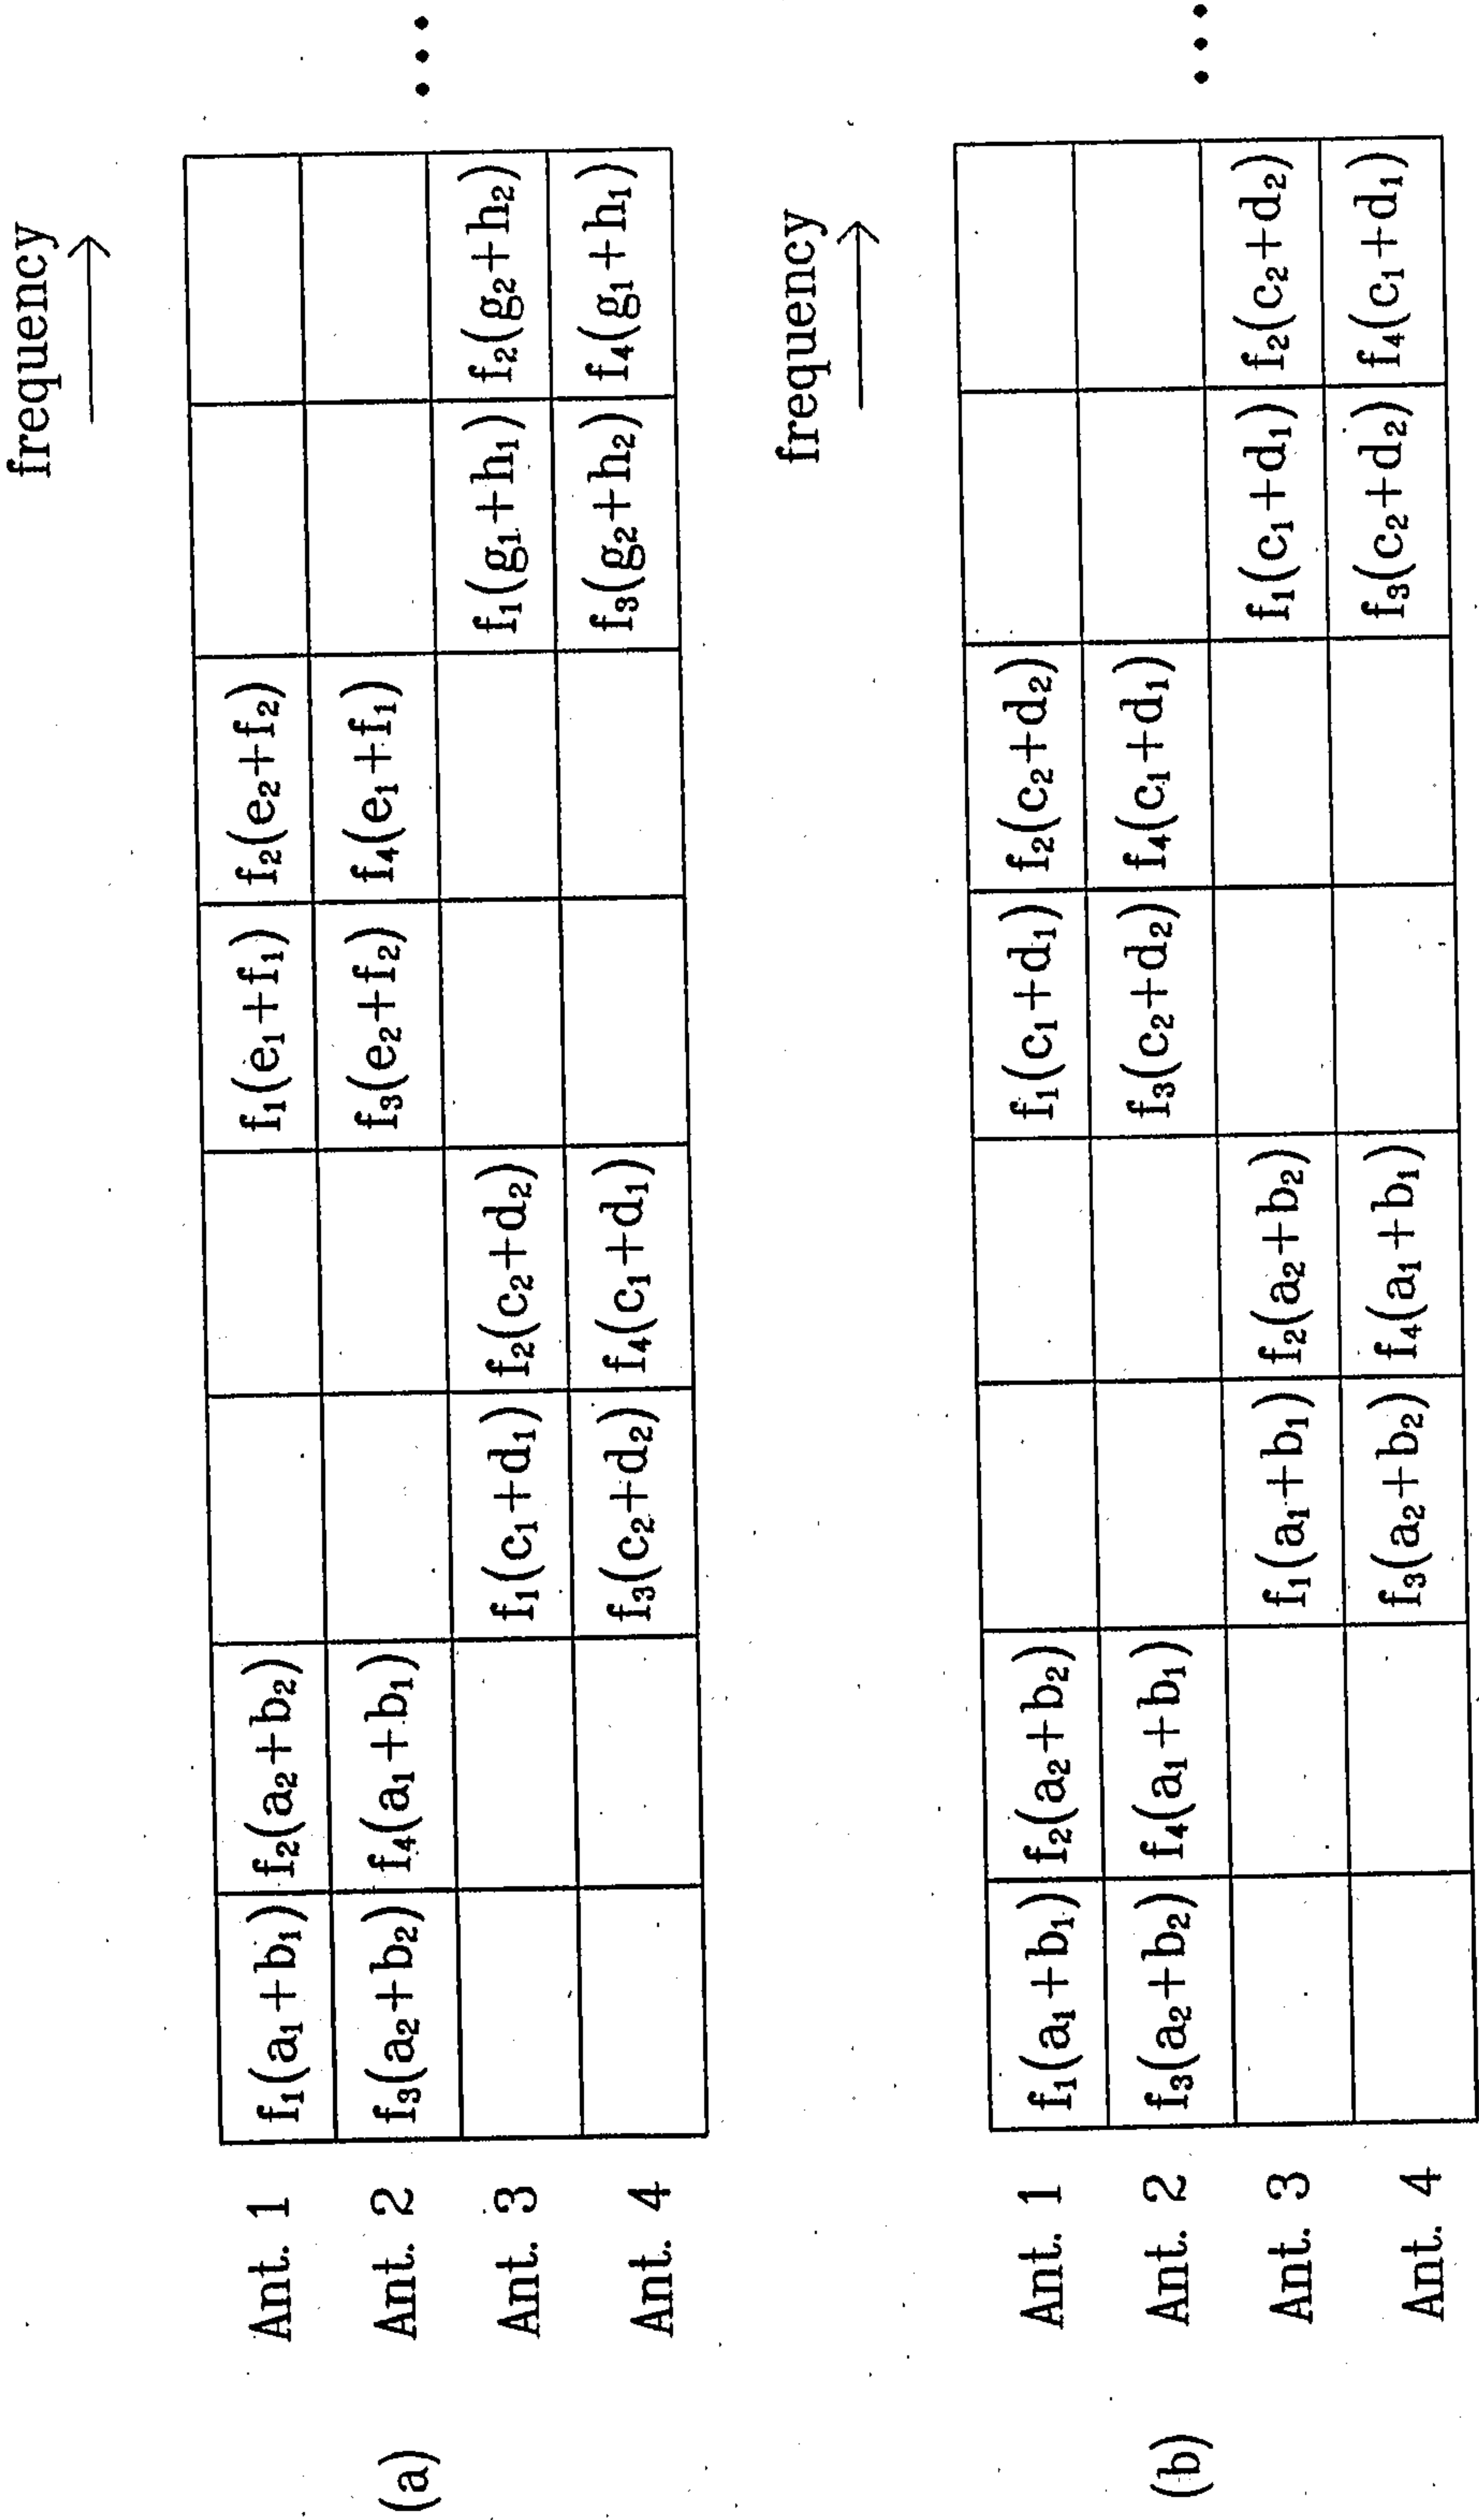 frequency
(a)
Ant. 1 f₁(a₁+b₁) f₂(a₂+b₂) f₁(e₁+f₁) f₂(e₂+f₂)
Ant. 2 f₃(a₂+b₂) f₄(a₁+b₁) f₃(e₂+f₂) f₄(e₁+f₁)
Ant. 3 f₁(c₁+d₁) f₂(c₂+d₂) f₁(g₁+h₁) f₂(g₂+h₂)
Ant. 4 f₃(c₂+d₂) f₄(c₁+d₁) f₃(g₂+h₂) f₄(g₁+h₁)
...
frequency
(b)
Ant. 1 f₁(a₁+b₁) f₂(a₂+b₂) f₁(c₁+d₁) f₂(c₂+d₂)
Ant. 2 f₃(a₂+b₂) f₄(a₁+b₁) f₃(c₂+d₂) f₄(c₁+d₁)
Ant. 3 f₁(a₁+b₁) f₂(a₂+b₂) f₁(c₁+d₁) f₂(c₂+d₂)
Ant. 4 f₃(a₂+b₂) f₄(a₁+b₁) f₃(c₂+d₂) f₄(c₁+d₁)
...